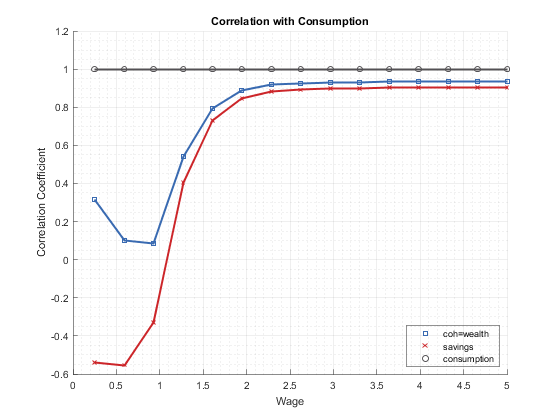 Correlation with Consumption
1.2
1
0.8
0.6
0.4
0.2
0
-0.2
-0.4
-0.6
Correlation Coefficient
coh=wealth
savings
consumption
0 0.5 1 1.5 2 2.5 3 3.5 4 4.5 5
Wage